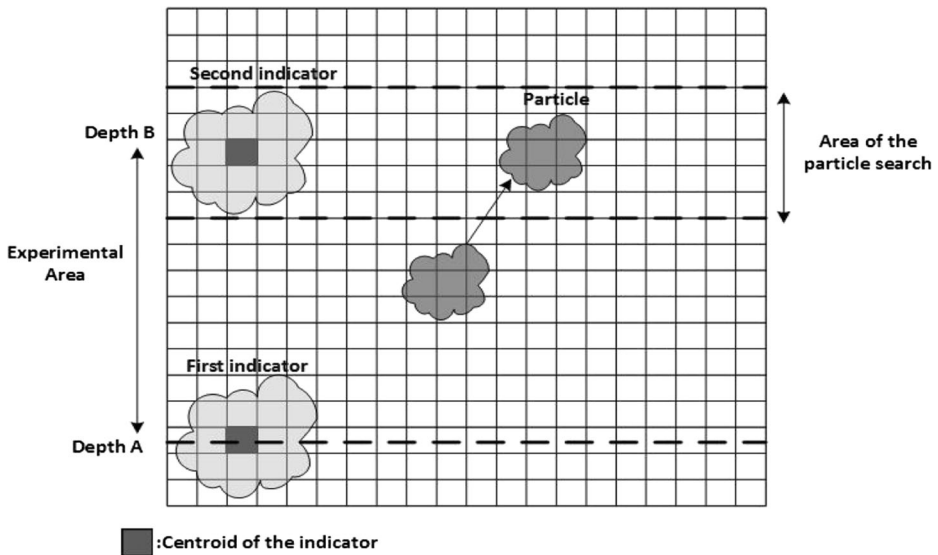 Second indicator
Particle
Depth B
Area of the
particle search
Experimental
Area
First indicator
Depth A
:Centroid of the indicator